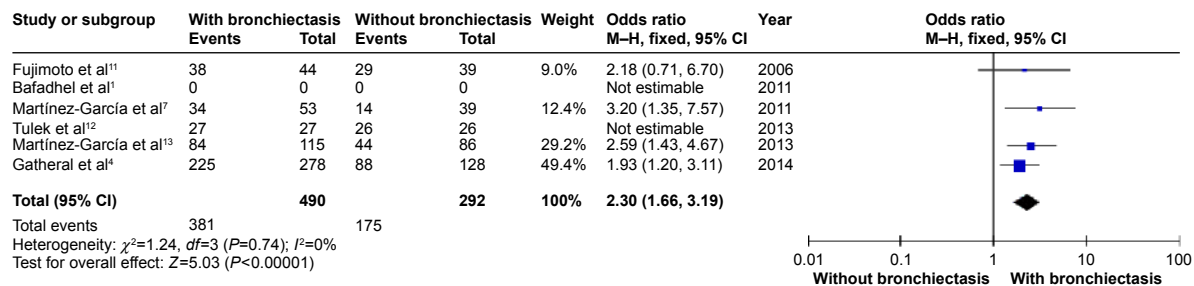 Study or subgroup With bronchiectasis Without bronchiectasis Weight Odds ratio Year Odds ratio
Events Total Events Total M–H, fixed, 95% CI M–H, fixed, 95% CI
Fujimoto et al¹¹ 38 44 29 39 9.0% 2.18 (0.71, 6.70) 2006
Bafadhel et al¹ 0 0 0 0 Not estimable 2011
Martínez-García et al⁷ 34 53 14 39 12.4% 3.20 (1.35, 7.57) 2011
Tulek et al¹² 27 27 26 26 Not estimable 2013
Martínez-García et al¹³ 84 115 44 86 29.2% 2.59 (1.43, 4.67) 2013
Gatheral et al⁴ 225 278 88 128 49.4% 1.93 (1.20, 3.11) 2014
Total (95% CI) 490 292 100% 2.30 (1.66, 3.19)
Total events 381 175
Heterogeneity: χ²=1.24, df=3 (P=0.74); I²=0%
Test for overall effect: Z=5.03 (P<0.00001)
0.01 0.1 1 10 100
Without bronchiectasis With bronchiectasis